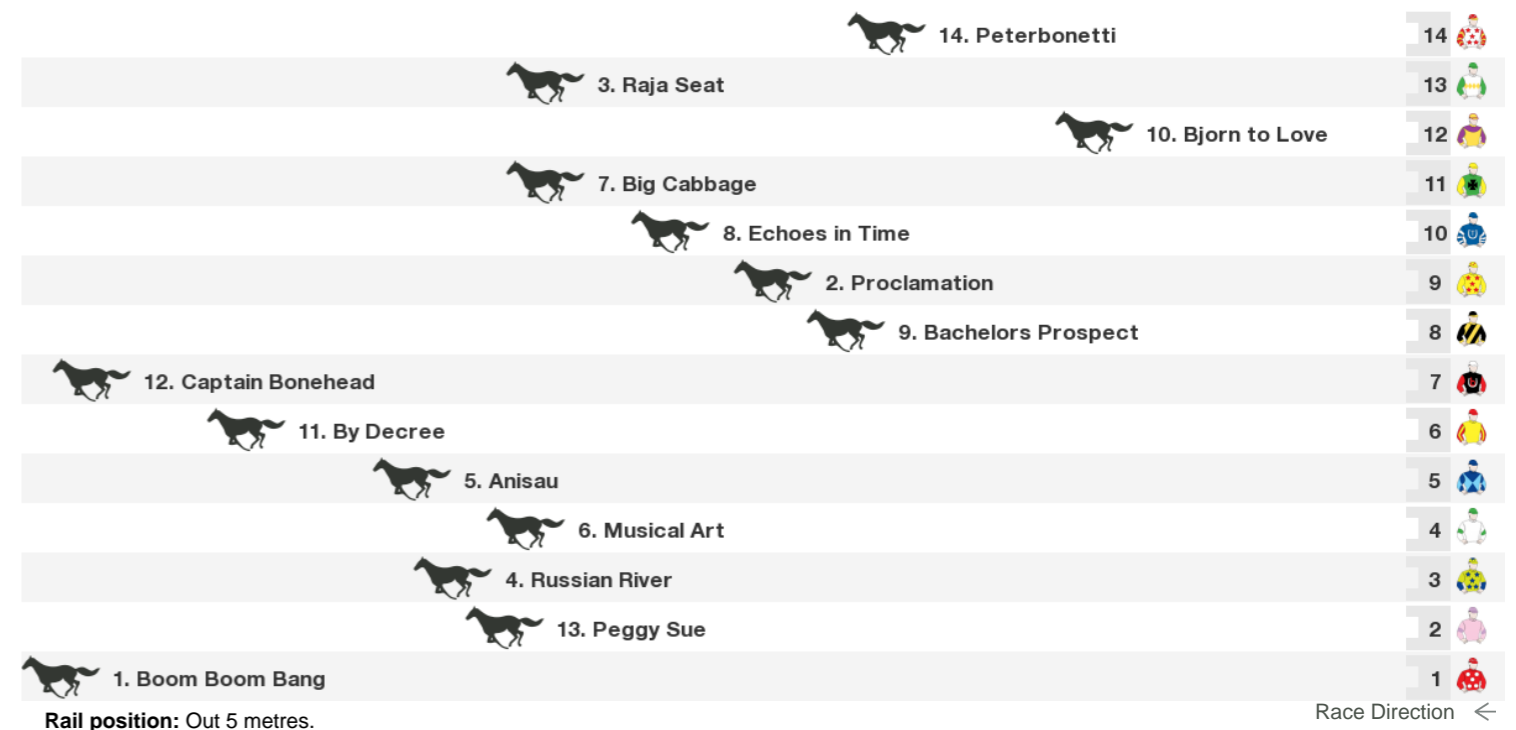 14. Peterbonetti 14
3. Raja Seat 13
10. Bjorn to Love 12
7. Big Cabbage 11
8. Echoes in Time 10
2. Proclamation 9
9. Bachelors Prospect 8
12. Captain Bonehead 7
11. By Decree 6
5. Anisau 5
6. Musical Art 4
4. Russian River 3
13. Peggy Sue 2
1. Boom Boom Bang 1
Rail position: Out 5 metres.
Race Direction